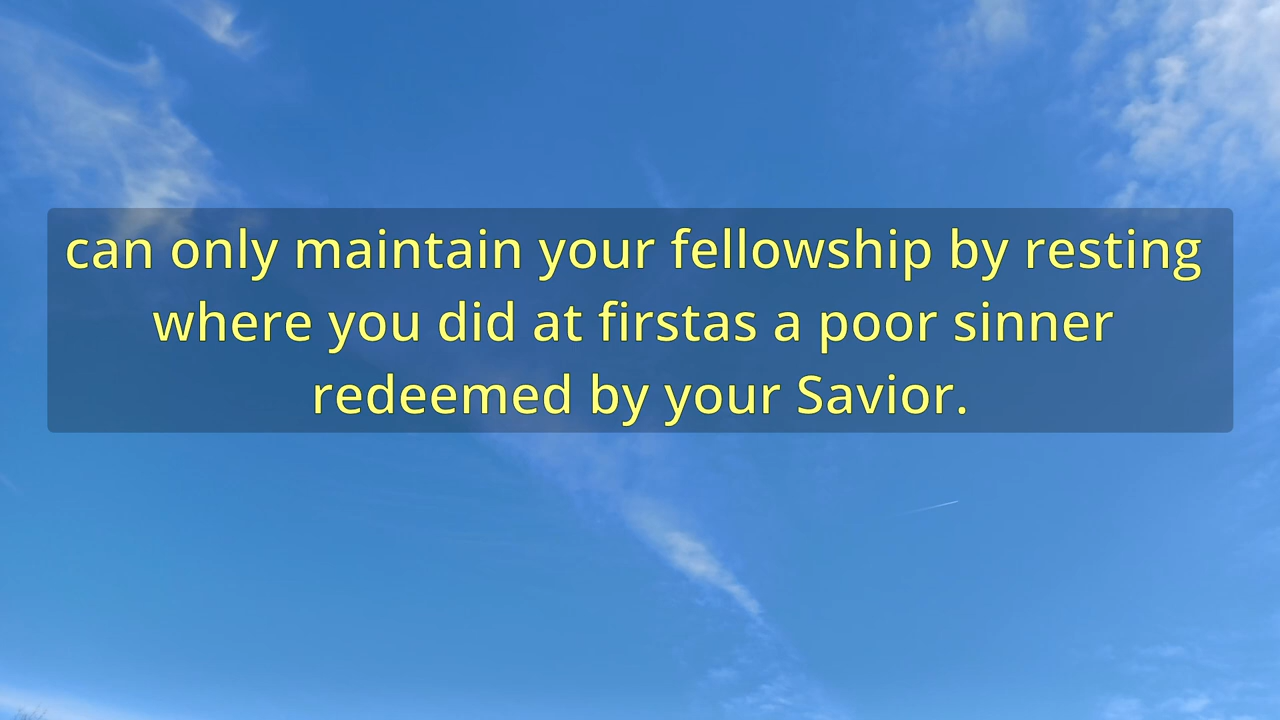 can only maintain your fellowship by resting
where you did at firstas a poor sinner
redeemed by your Savior.